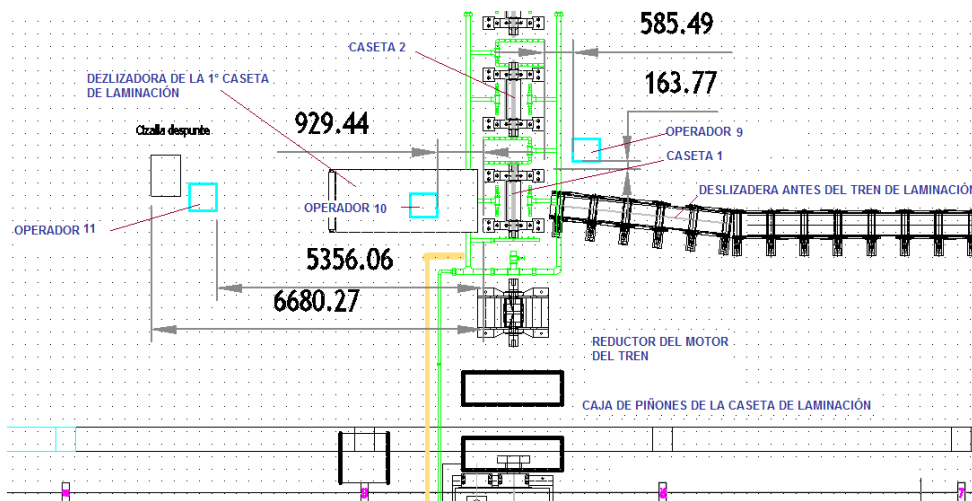 585.49
CASETA 2
DEZLIZADORA DE LA 1° CASETA
DE LAMINACIÓN
163.77
929.44
Cizalla despunte
OPERADOR 9
CASETA 1
DESLIZADERA ANTES DEL TREN DE LAMINACIÓN
OPERADOR 10
OPERADOR 11
5356.06
6680.27
REDUCTOR DEL MOTOR
DEL TREN
CAJA DE PIÑONES DE LA CASETA DE LAMINACIÓN